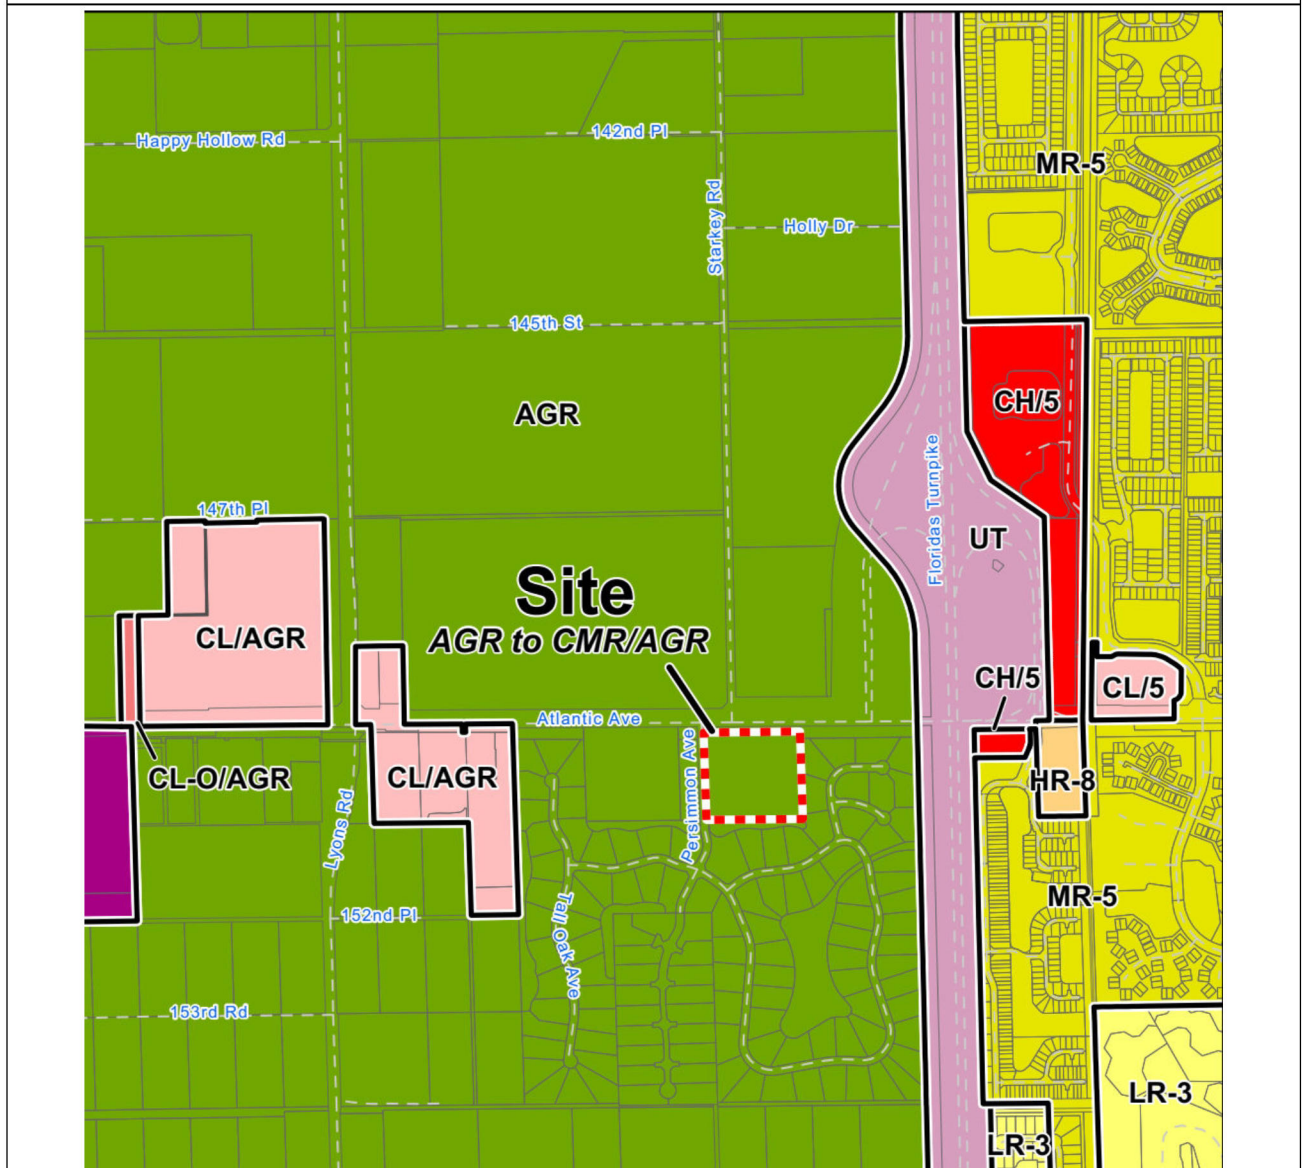 142nd Pl
Happy Hollow Rd
MR-5
Starkey Rd
Holly Dr
145th St
CH/5
AGR
Floridas Turnpike
147th Pl
UT
Site
AGR to CMR/AGR
CL/AGR
CH/5
CL/5
Atlantic Ave
Persimmon Ave
CL-O/AGR
CL/AGR
HR-8
Lyons Rd
MR-5
152nd Pl
Tall Oak Ave
153rd Rd
LR-3
LR-3